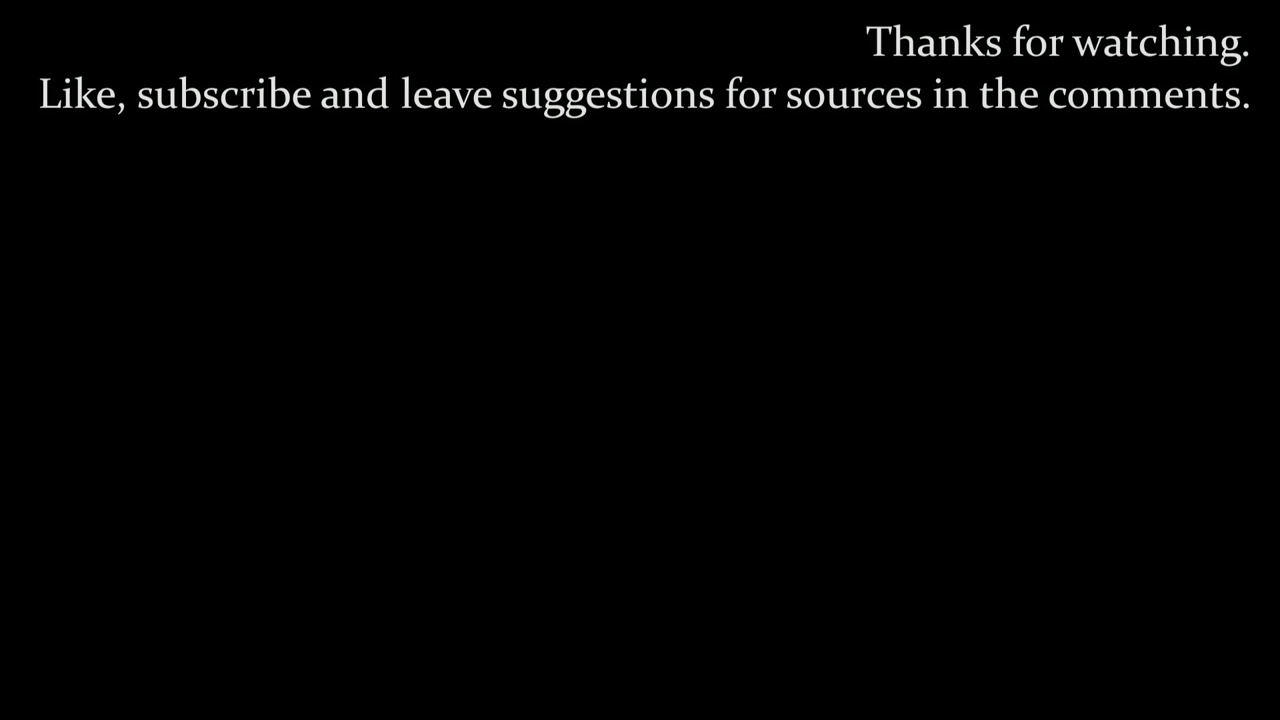 Thanks for watching.
Like, subscribe and leave suggestions for sources in the comments.